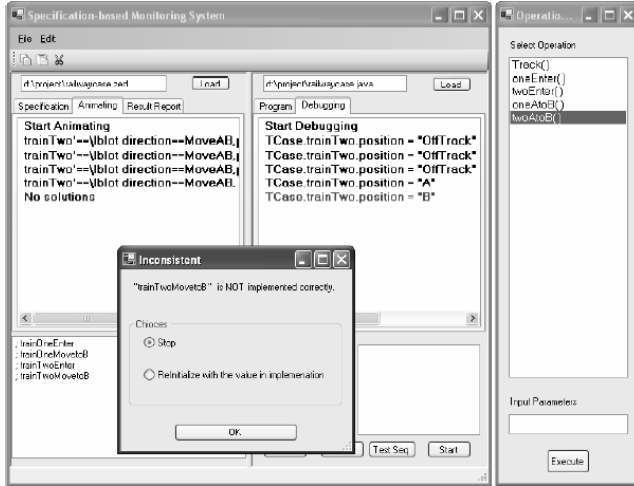 Specification-based Monitoring System
File Edit
d:\project\railwaycase.zed
Load
d:\project\railwaycase.java
Load
Specification Animating Result Report
Program Debugging
Start Animating
trainTwo'==\lblot direction==MoveAB,
trainTwo'==\lblot direction==MoveAB,
trainTwo'==\lblot direction==MoveAB,
trainTwo'==\lblot direction==MoveAB,
No solutions
Start Debugging
TCase.trainTwo.position = "OffTrack"
TCase.trainTwo.position = "OffTrack"
TCase.trainTwo.position = "OffTrack"
TCase.trainTwo.position = "A"
TCase.trainTwo.position = "B"
Inconsistent
"trainTwoMovetoB" is NOT implemented correctly.
Chioces
Stop
ReInitialize with the value in implemenation
OK
; trainOneEnter
; trainOneMovetoB
; trainTwoEnter
; trainTwoMovetoB
Test Seq
Start
Operatio...
Select Operation
Track()
oneEnter()
twoEnter()
oneAtoB()
twoAtoB()
Input Parameters
Execute